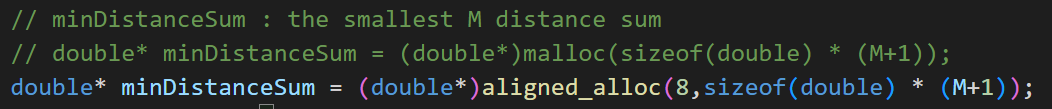 // minDistanceSum : the smallest M distance sum
// double* minDistanceSum = (double*)malloc(sizeof(double) * (M+1));
double* minDistanceSum = (double*)aligned_alloc(8,sizeof(double) * (M+1));